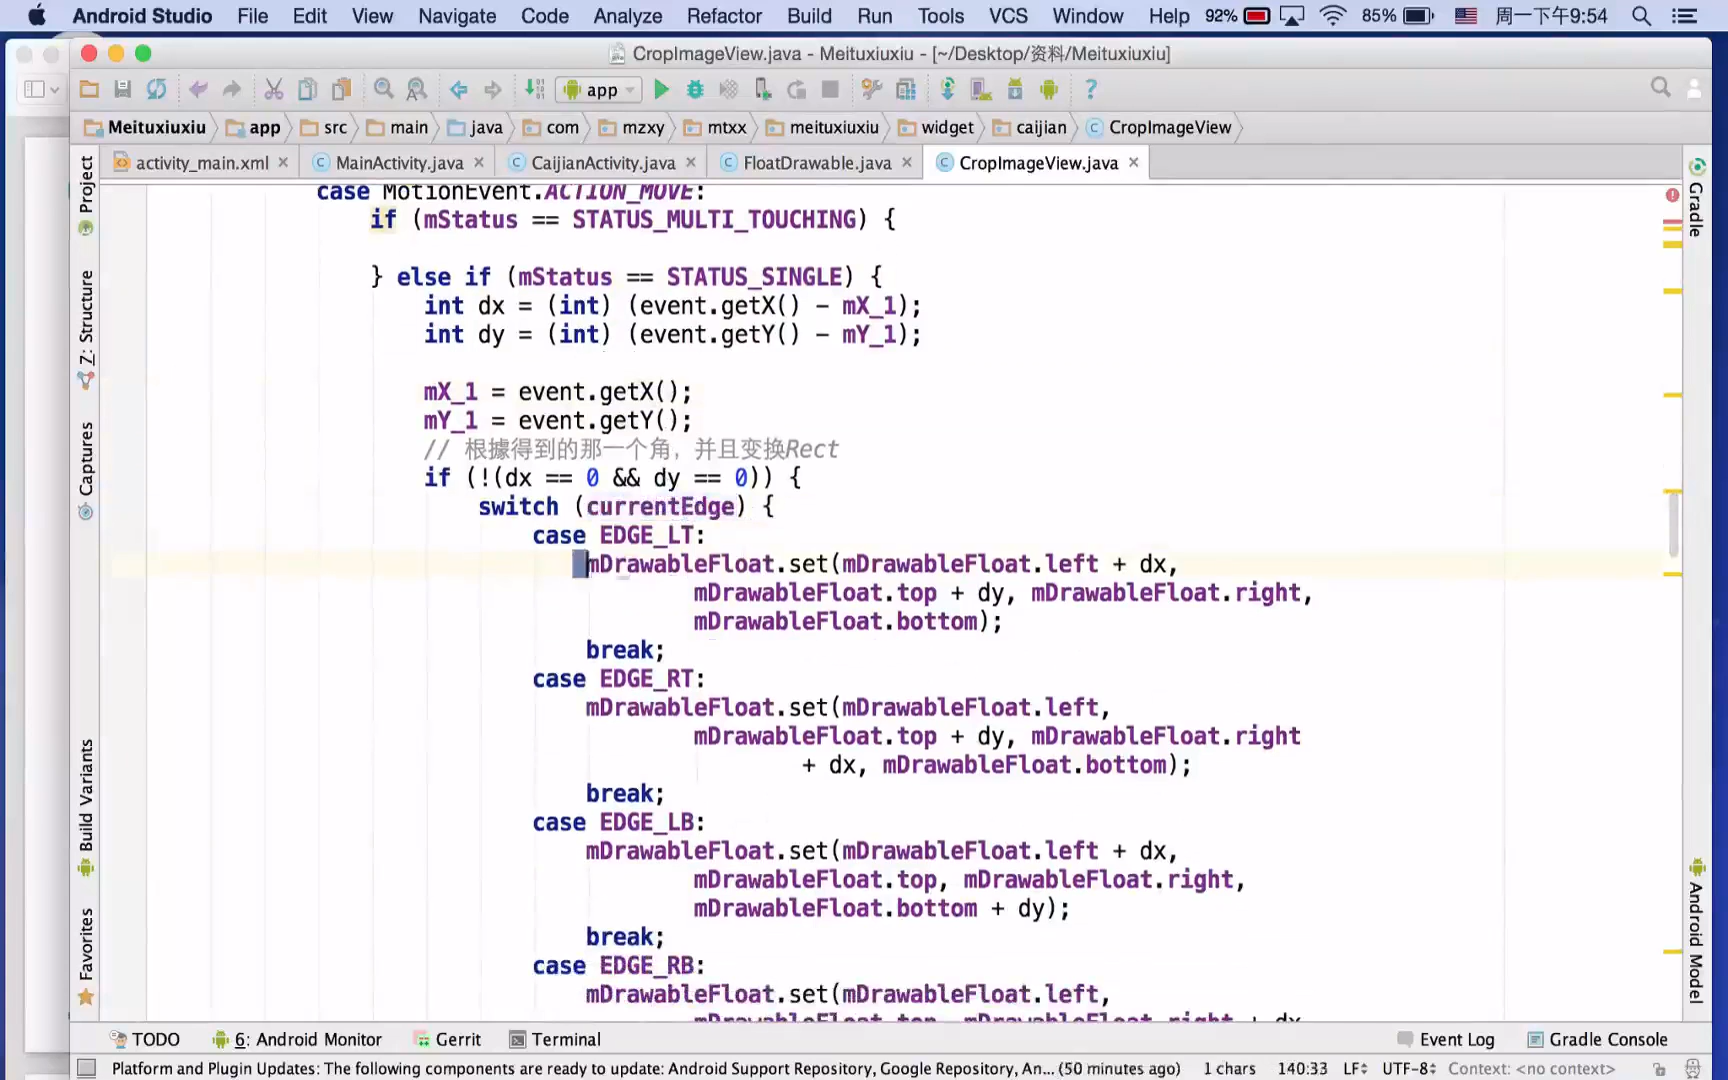 Android Studio File Edit View Navigate Code Analyze Refactor Build Run Tools VCS Window Help 92% 85% 周一下午9:54
CropImageView.java - Meituxiuxiu - [~/Desktop/资料/Meituxiuxiu]
app
Meituxiuxiu app src main java com mzxy mtxx meituxiuxiu widget caijian CropImageView
activity_main.xml MainActivity.java CaijianActivity.java FloatDrawable.java CropImageView.java
Project
Z: Structure
Captures
Build Variants
Favorites
case MotionEvent.ACTION_MOVE:
if (mStatus == STATUS_MULTI_TOUCHING) {
} else if (mStatus == STATUS_SINGLE) {
int dx = (int) (event.getX() - mX_1);
int dy = (int) (event.getY() - mY_1);
mX_1 = event.getX();
mY_1 = event.getY();
// 根據得到的那一个角，并且变换Rect
if (!(dx == 0 && dy == 0)) {
switch (currentEdge) {
case EDGE_LT:
mDrawableFloat.set(mDrawableFloat.left + dx,
mDrawableFloat.top + dy, mDrawableFloat.right,
mDrawableFloat.bottom);
break;
case EDGE_RT:
mDrawableFloat.set(mDrawableFloat.left,
mDrawableFloat.top + dy, mDrawableFloat.right
+ dx, mDrawableFloat.bottom);
break;
case EDGE_LB:
mDrawableFloat.set(mDrawableFloat.left + dx,
mDrawableFloat.top, mDrawableFloat.right,
mDrawableFloat.bottom + dy);
break;
case EDGE_RB:
mDrawableFloat.set(mDrawableFloat.left,
mDrawableFloat.top, mDrawableFloat.right + dx
Gradle
Android Model
TODO 6: Android Monitor Gerrit Terminal Event Log Gradle Console
Platform and Plugin Updates: The following components are ready to update: Android Support Repository, Google Repository, An... (50 minutes ago) 1 chars 140:33 LF UTF-8 Context: <no context>